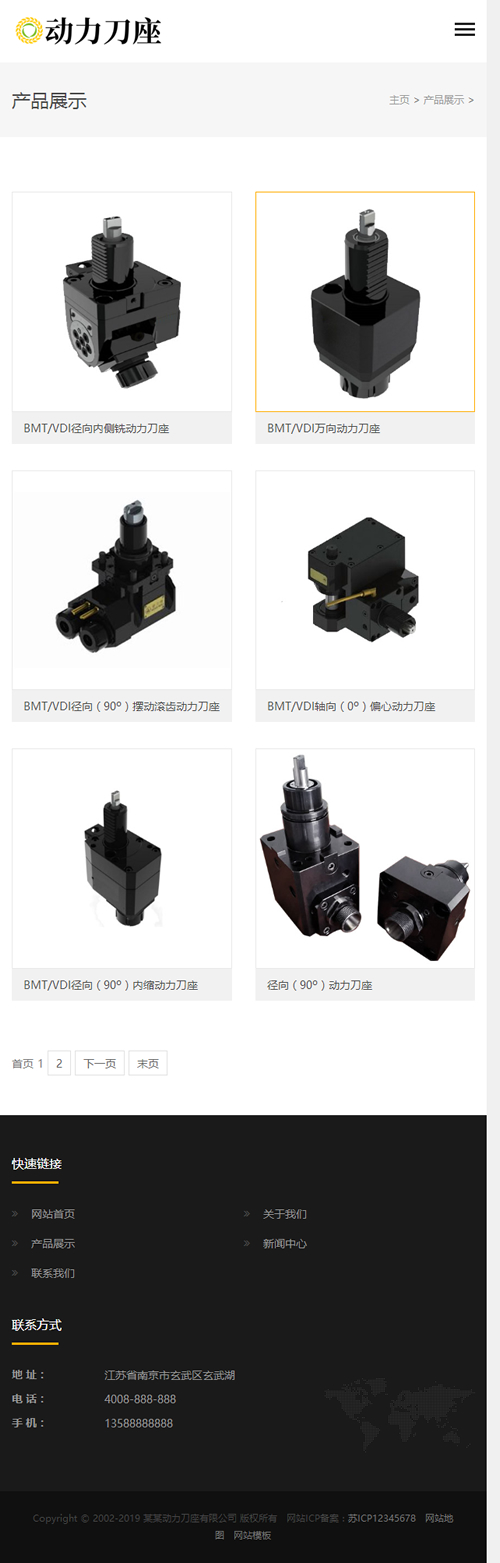 动力刀座
产品展示
主页 > 产品展示 >
BMT/VDI径向内侧铣动力刀座
BMT/VDI万向动力刀座
BMT/VDI径向（90º）摆动滚齿动力刀座
BMT/VDI轴向（0º）偏心动力刀座
BMT/VDI径向（90º）内缩动力刀座
径向（90º）动力刀座
首页 1 2 下一页 末页
快速链接
» 网站首页
» 关于我们
» 产品展示
» 新闻中心
» 联系我们
联系方式
地 址： 江苏省南京市玄武区玄武湖
电 话： 4008-888-888
手 机： 13588888888
Copyright © 2002-2019 某某动力刀座有限公司 版权所有 网站ICP备案：苏ICP12345678 网站地
图 网站模板